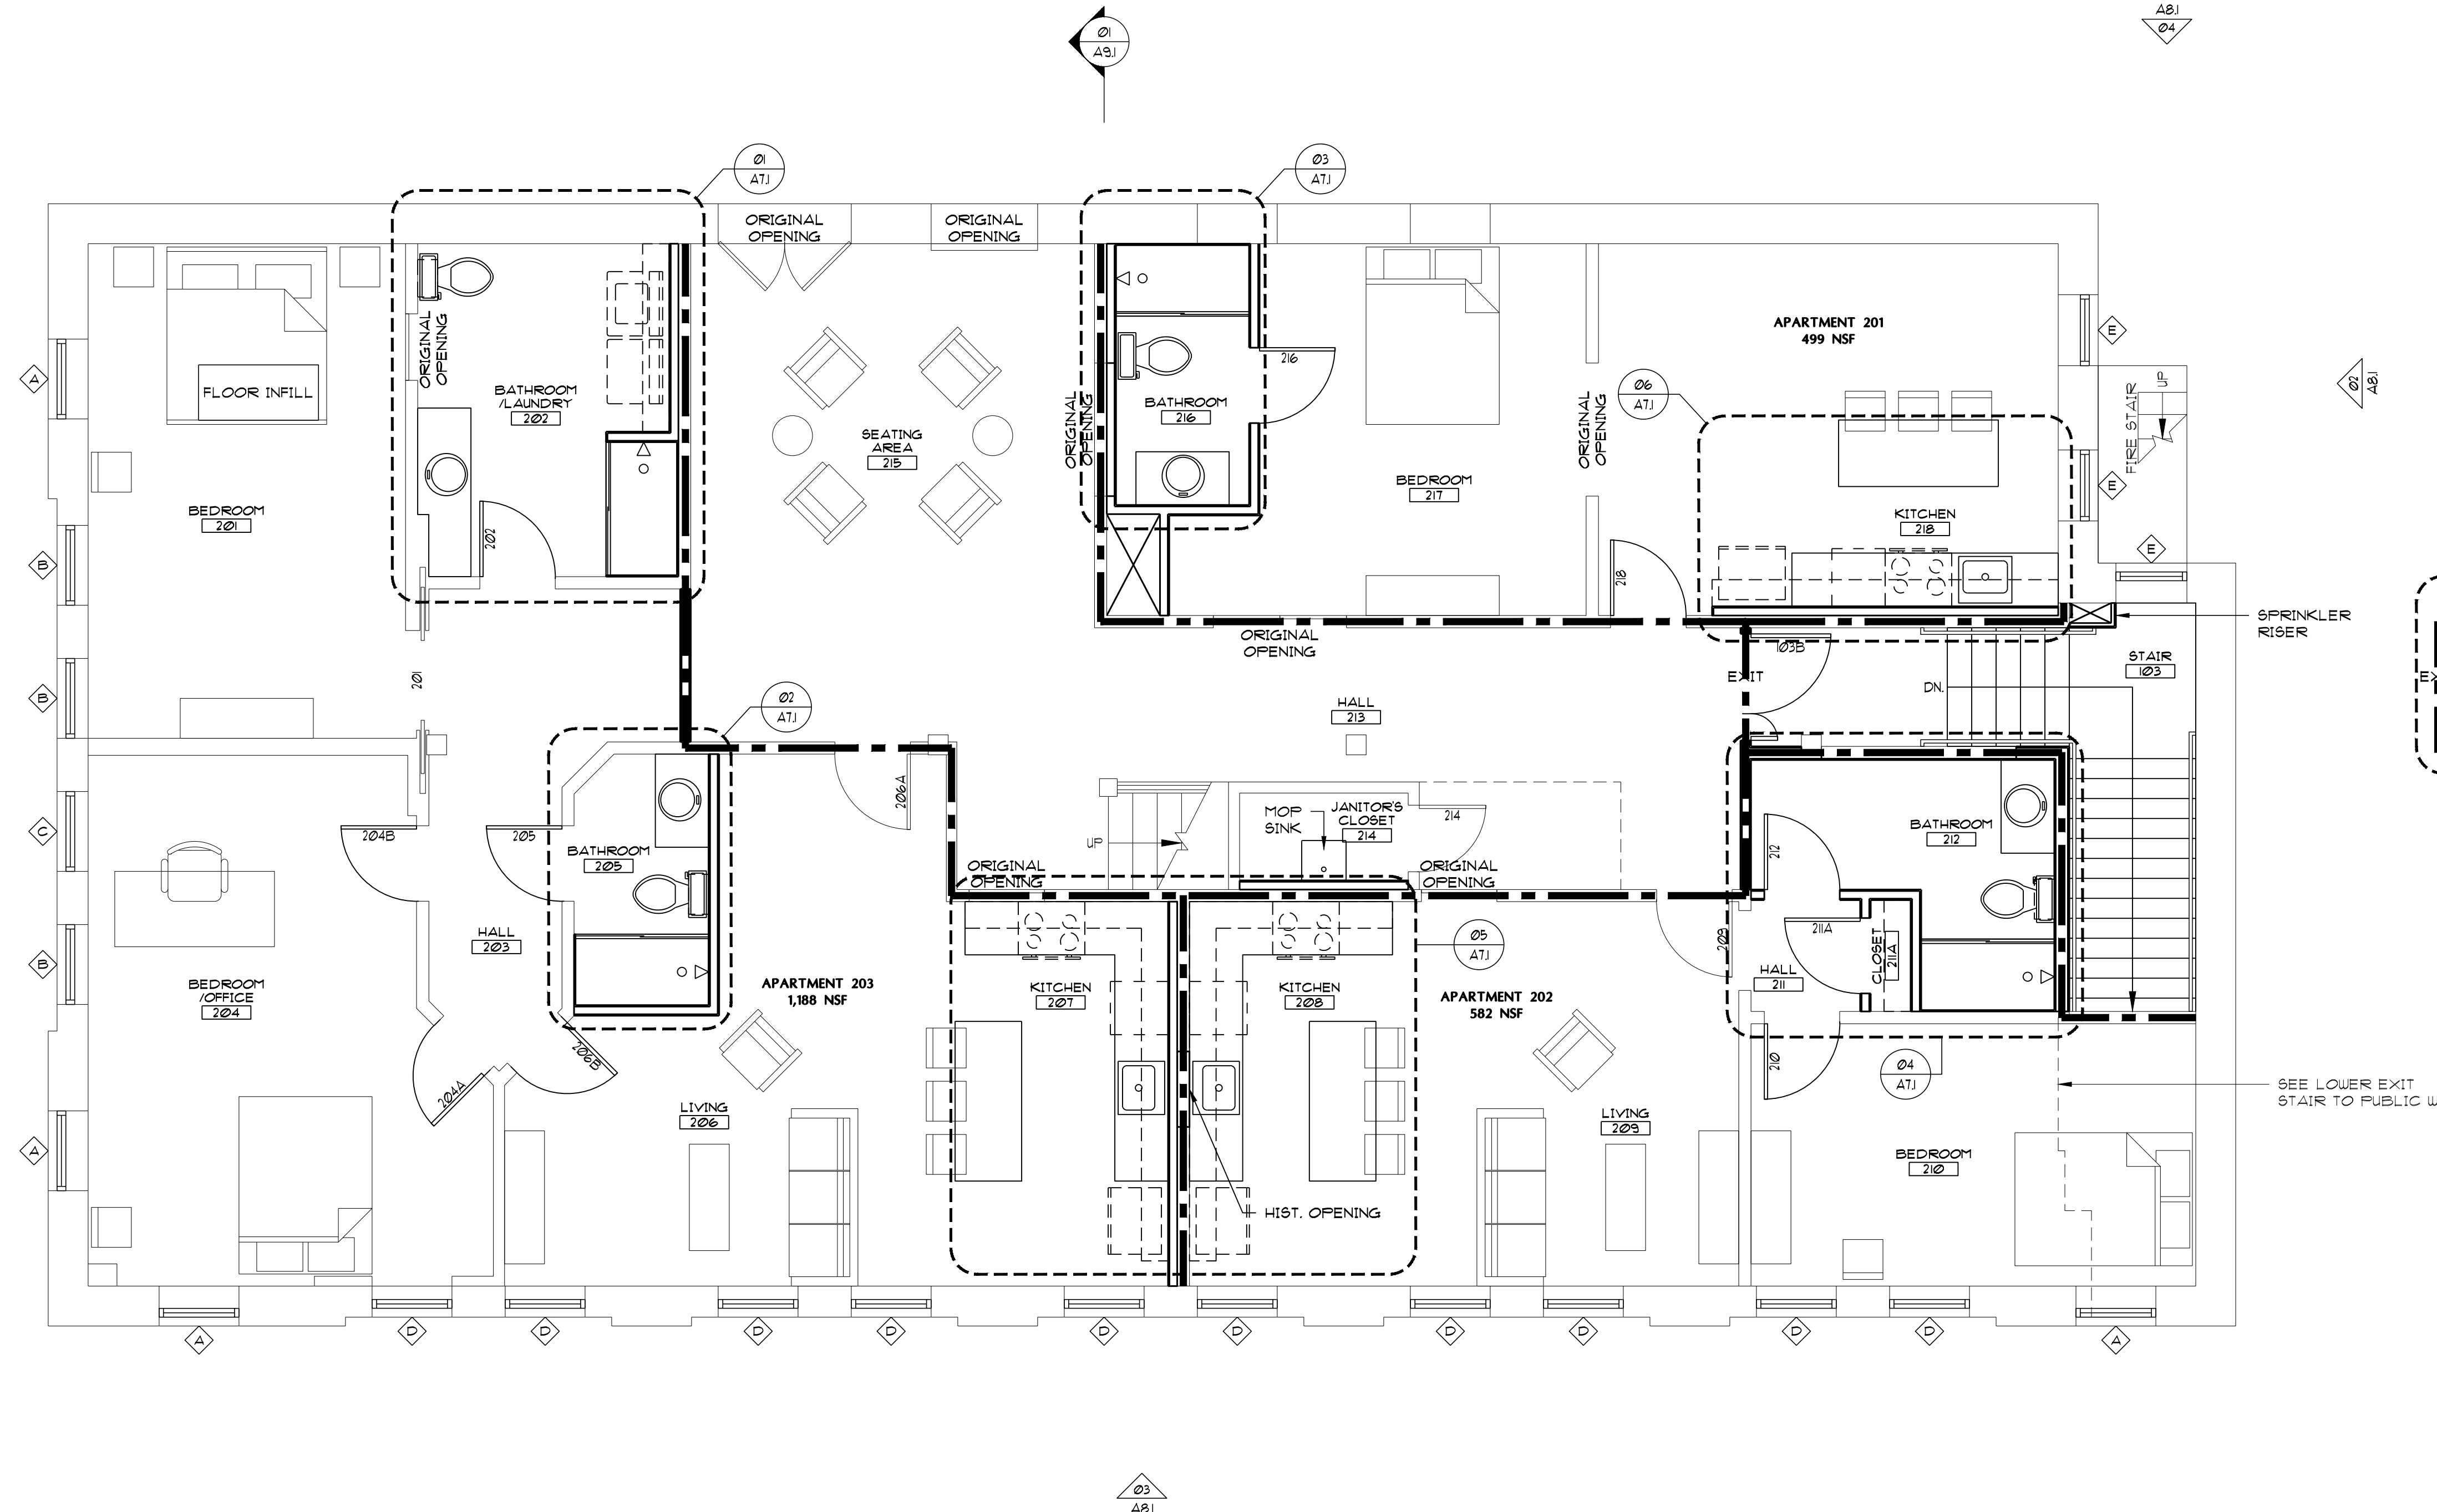 A8.1
04
01
A9.1
01
A7.1
03
A7.1
ORIGINAL
OPENING
ORIGINAL
OPENING
ORIGINAL
OPENING
FLOOR INFILL
BATHROOM
/LAUNDRY
202
202
BEDROOM
201
201
SEATING
AREA
215
ORIGINAL
OPENING
BATHROOM
216
216
BEDROOM
217
ORIGINAL
OPENING
APARTMENT 201
499 NSF
06
A7.1
KITCHEN
218
218
FIRE STAIR
UP
02
A8.1
E
E
E
A
B
B
C
B
A
SPRINKLER
RISER
STAIR
103
DN.
103B
EXIT
ORIGINAL
OPENING
HALL
213
02
A7.1
206A
204B
205
BATHROOM
205
HALL
203
BEDROOM
/OFFICE
204
204A
206B
APARTMENT 203
1,188 NSF
LIVING
206
UP
MOP
SINK
JANITOR'S
CLOSET
214
214
ORIGINAL
OPENING
ORIGINAL
OPENING
KITCHEN
207
KITCHEN
208
05
A7.1
APARTMENT 202
582 NSF
HIST. OPENING
LIVING
209
209
BATHROOM
212
212
211A
CLOSET
211A
HALL
211
210
04
A7.1
BEDROOM
210
SEE LOWER EXIT
STAIR TO PUBLIC
A
D
D
D
D
D
D
D
D
D
D
A
03
A8.1